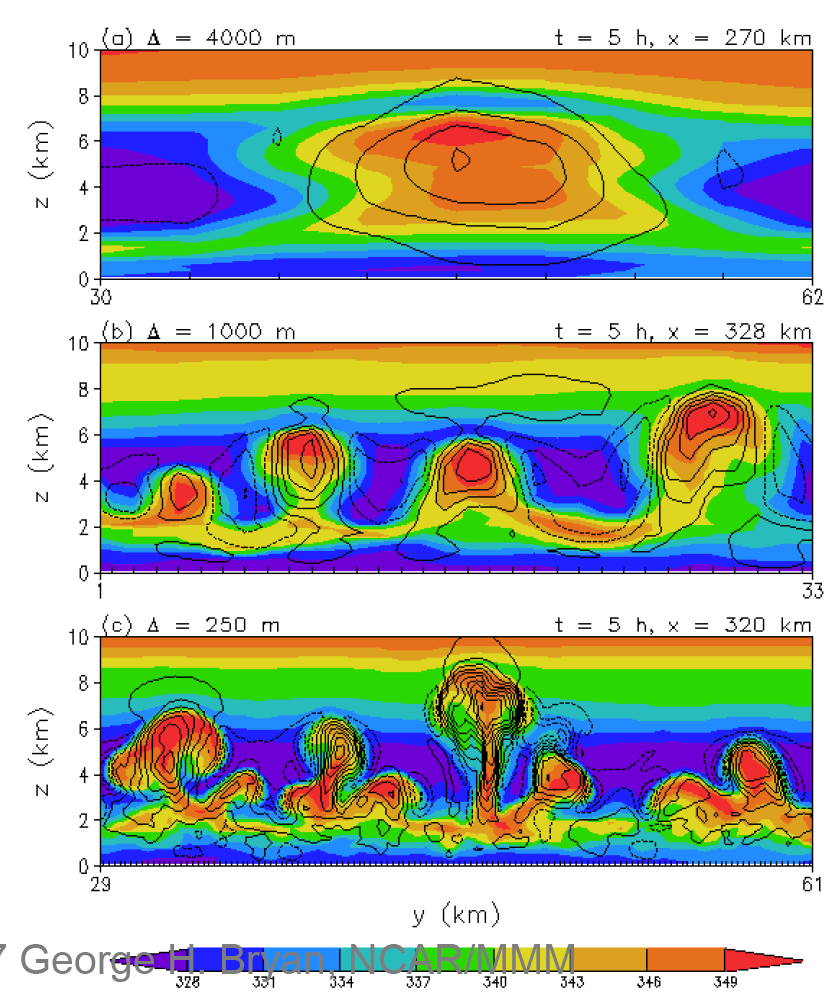 (a) Δ = 4000 m t = 5 h, x = 270 km
10
8
6
4
2
0
z (km)
30 62
(b) Δ = 1000 m t = 5 h, x = 328 km
10
8
6
4
2
0
z (km)
1 33
(c) Δ = 250 m t = 5 h, x = 320 km
10
8
6
4
2
0
z (km)
29 61
y (km)
7 George H. Bryan, NCAR/MMM
328 331 334 337 340 343 346 349